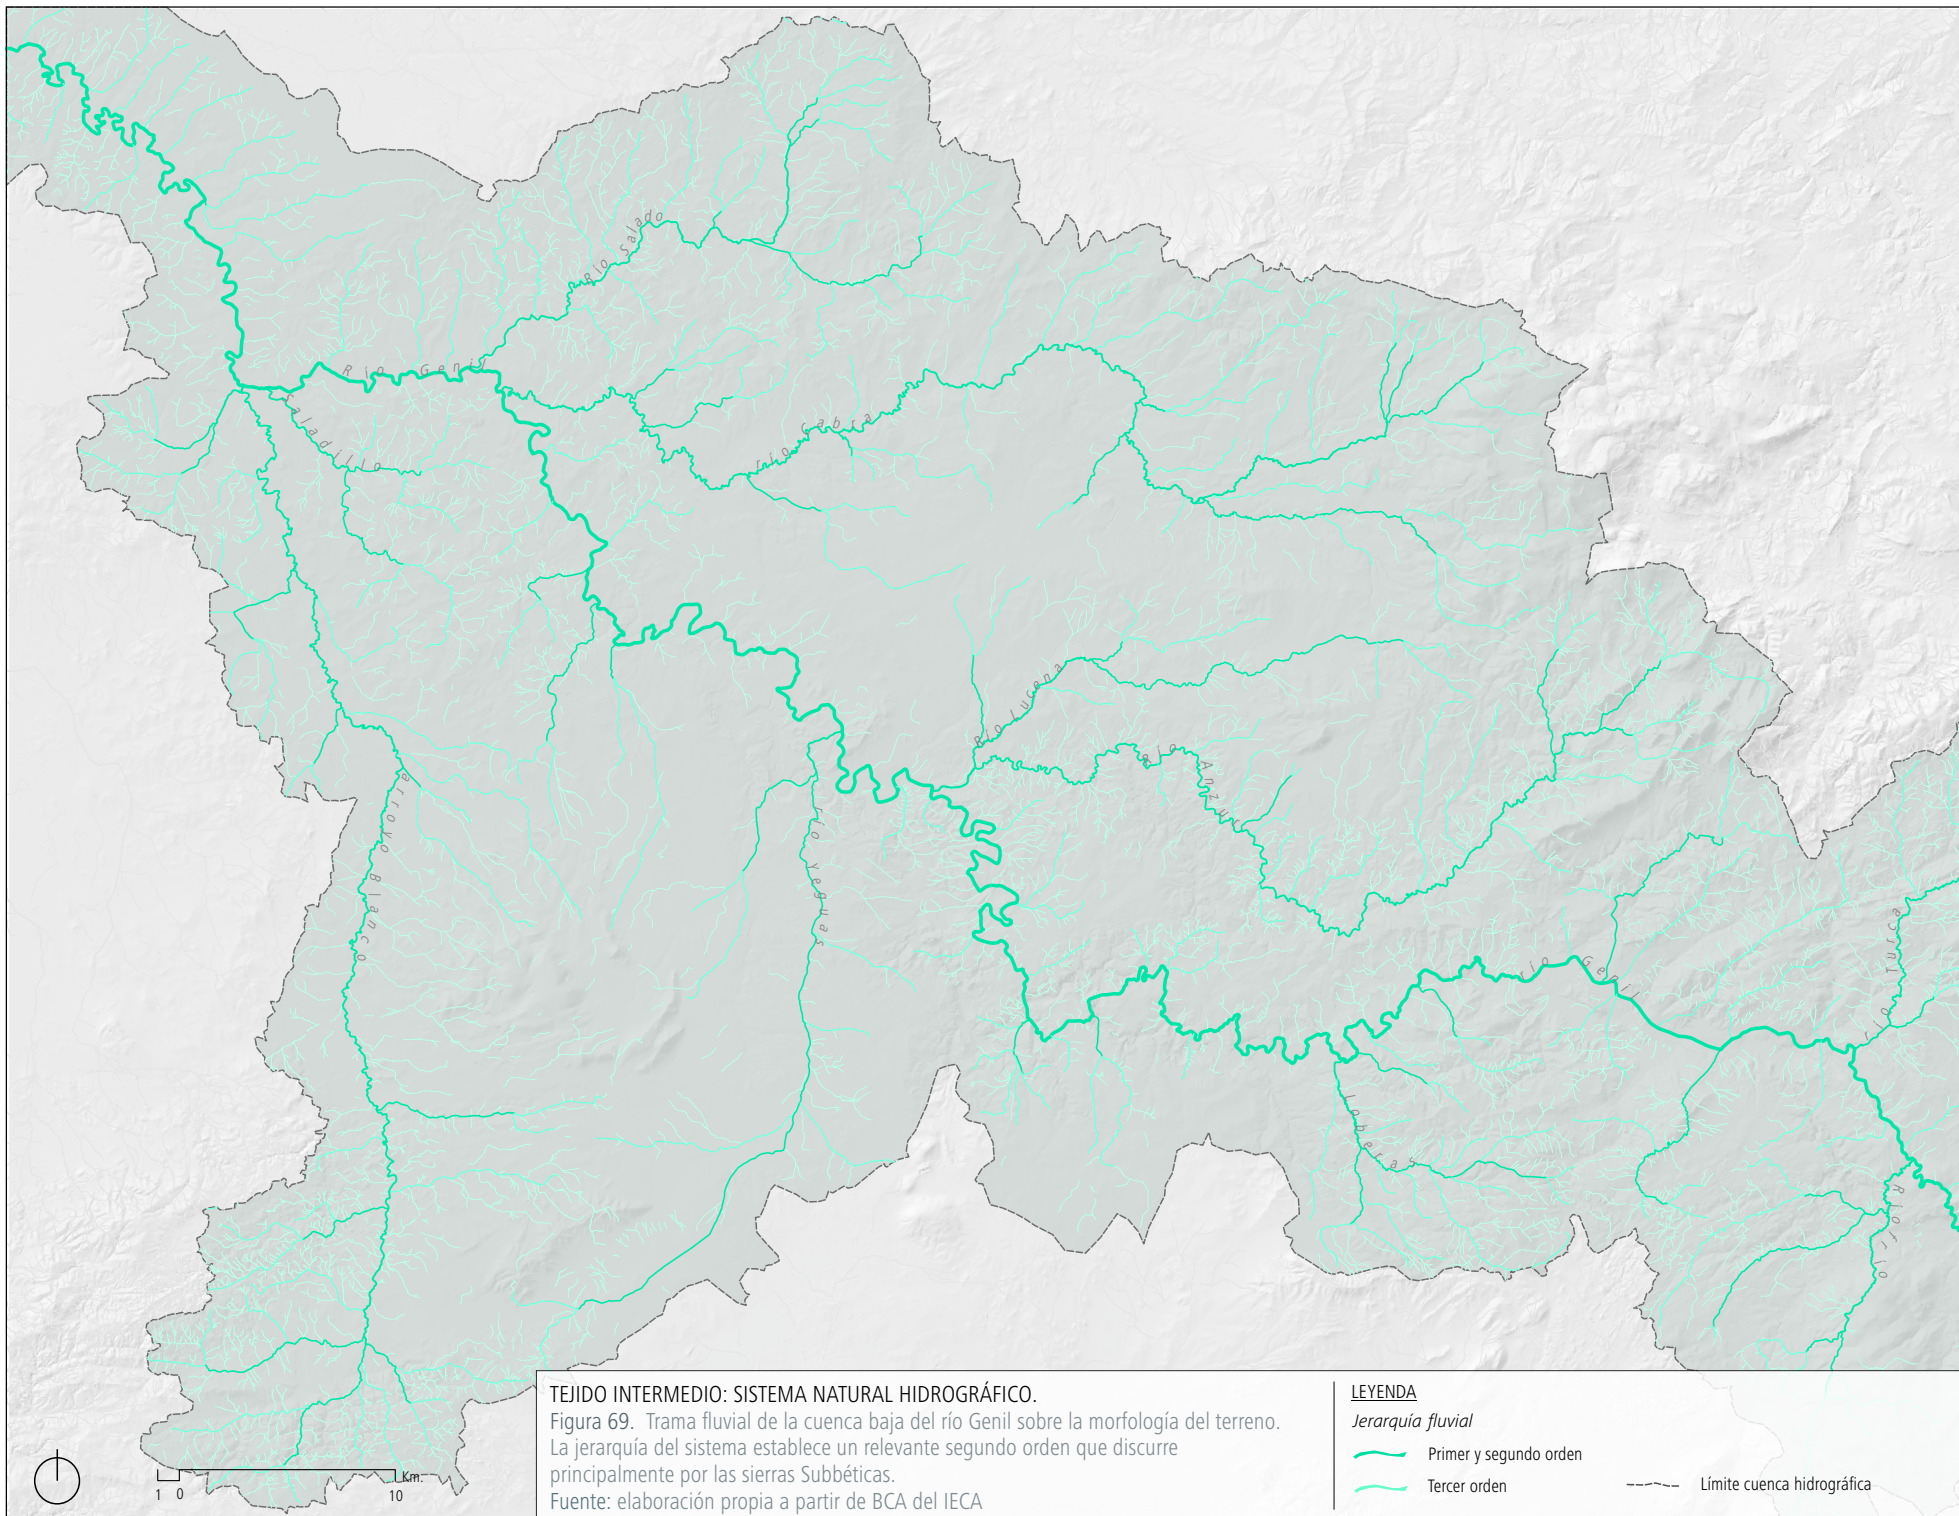 Río Salado
Río Genil
Saladillo
río Cabra
Río Lucena
Río Anzur
arroyo Blanco
río yeguas
río Genil
río Turce
Loberas
Riofrío
TEJIDO INTERMEDIO: SISTEMA NATURAL HIDROGRÁFICO.
Figura 69. Trama fluvial de la cuenca baja del río Genil sobre la morfología del terreno.
La jerarquía del sistema establece un relevante segundo orden que discurre
principalmente por las sierras Subbéticas.
Fuente: elaboración propia a partir de BCA del IECA
LEYENDA
Jerarquía fluvial
Primer y segundo orden
Tercer orden
Límite cuenca hidrográfica
Km.
1 0 10